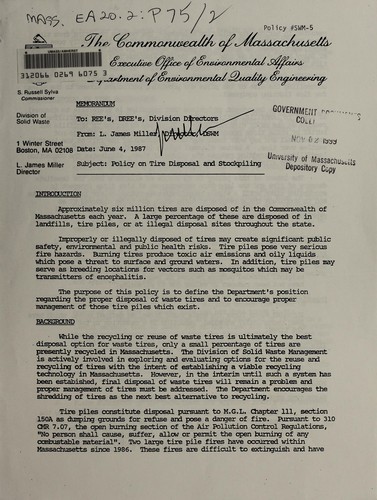 MASS. EA20.2: P75/2
Policy #SWM-5
The Commonwealth of Massachusetts
Executive Office of Environmental Affairs
Department of Environmental Quality Engineering
312066 0269 6075 3
S. Russell Sylva
Commissioner
Division of
Solid Waste
1 Winter Street
Boston, MA 02108
L. James Miller
Director
MEMORANDUM
To: REE's, DREE's, Division Directors
From: L. James Miller, DSWM
Date: June 4, 1987
Subject: Policy on Tire Disposal and Stockpiling
GOVERNMENT
NOV 1999
University of Massachusetts
Depository Copy
INTRODUCTION
Approximately six million tires are disposed of in the Commonwealth of
Massachusetts each year. A large percentage of these are disposed of in
landfills, tire piles, or at illegal disposal sites throughout the state.
Improperly or illegally disposed of tires may create significant public
safety, environmental and public health risks. Tire piles pose very serious
fire hazards. Burning tires produce toxic air emissions and oily liquids
which pose a threat to surface and ground waters. In addition, tire piles may
serve as breeding locations for vectors such as mosquitos which may be
transmitters of encephalitis.
The purpose of this policy is to define the Department's position
regarding the proper disposal of waste tires and to encourage proper
management of those tire piles which exist.
BACKGROUND
While the recycling or reuse of waste tires is ultimately the best
disposal option for waste tires, only a small percentage of tires are
presently recycled in Massachusetts. The Division of Solid Waste Management
is actively involved in exploring and evaluating options for the reuse and
recycling of tires with the intent of establishing a viable recycling
technology in Massachusetts. However, in the interim until such a system has
been established, final disposal of waste tires will remain a problem and
proper management of tires must be addressed. The Department encourages the
shredding of tires as the next best alternative to recycling.
Tire piles constitute disposal pursuant to M.G.L. Chapter 111, section
150A as dumping grounds for refuse and pose a danger of fire. Pursuant to 310
CMR 7.07, the open burning section of the Air Pollution Control Regulations,
"No person shall cause, suffer, allow or permit the open burning of any
combustable material". Two large tire pile fires have occurred within
Massachusetts since 1986. These fires are difficult to extinguish and have